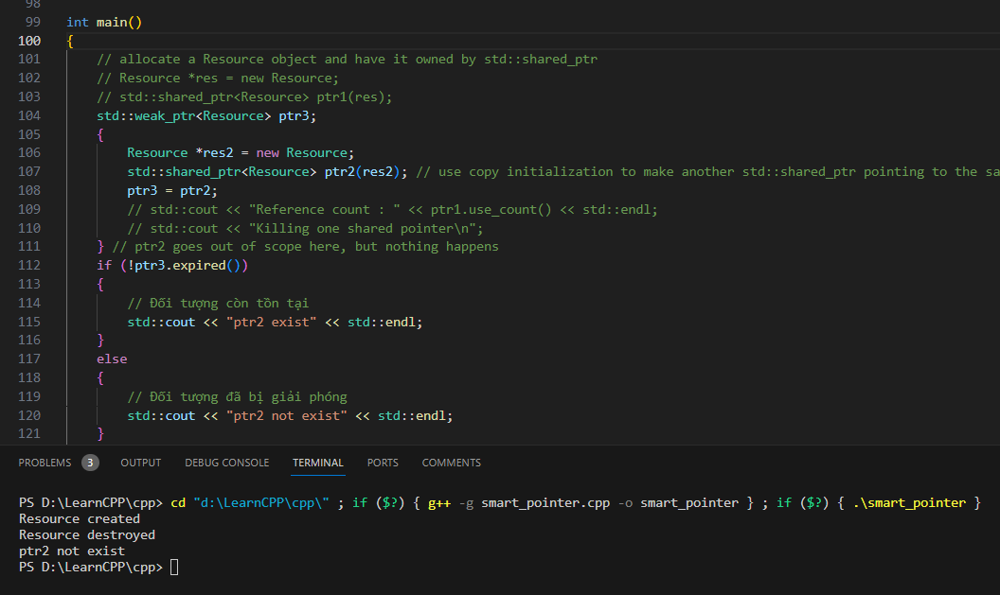 98
99 int main()
100 {
101 // allocate a Resource object and have it owned by std::shared_ptr
102 // Resource *res = new Resource;
103 // std::shared_ptr<Resource> ptr1(res);
104 std::weak_ptr<Resource> ptr3;
105 {
106 Resource *res2 = new Resource;
107 std::shared_ptr<Resource> ptr2(res2); // use copy initialization to make another std::shared_ptr pointing to the sa
108 ptr3 = ptr2;
109 // std::cout << "Reference count : " << ptr1.use_count() << std::endl;
110 // std::cout << "Killing one shared pointer\n";
111 } // ptr2 goes out of scope here, but nothing happens
112 if (!ptr3.expired())
113 {
114 // Đối tượng còn tồn tại
115 std::cout << "ptr2 exist" << std::endl;
116 }
117 else
118 {
119 // Đối tượng đã bị giải phóng
120 std::cout << "ptr2 not exist" << std::endl;
121 }
PROBLEMS 3 OUTPUT DEBUG CONSOLE TERMINAL PORTS COMMENTS
PS D:\LearnCPP\cpp> cd "d:\LearnCPP\cpp\" ; if ($?) { g++ -g smart_pointer.cpp -o smart_pointer } ; if ($?) { .\smart_pointer }
Resource created
Resource destroyed
ptr2 not exist
PS D:\LearnCPP\cpp>